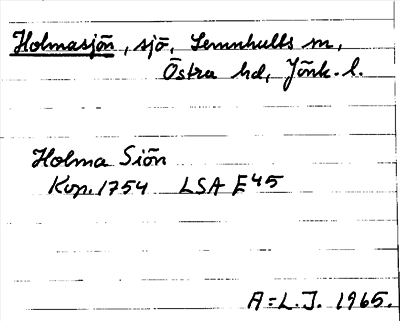 Holmasjön, sjö, Lemnhults sn,
Östra hd, Jönk. l.
Holma Siön
Kop. 1754 LSA E45
A=L.J. 1965.